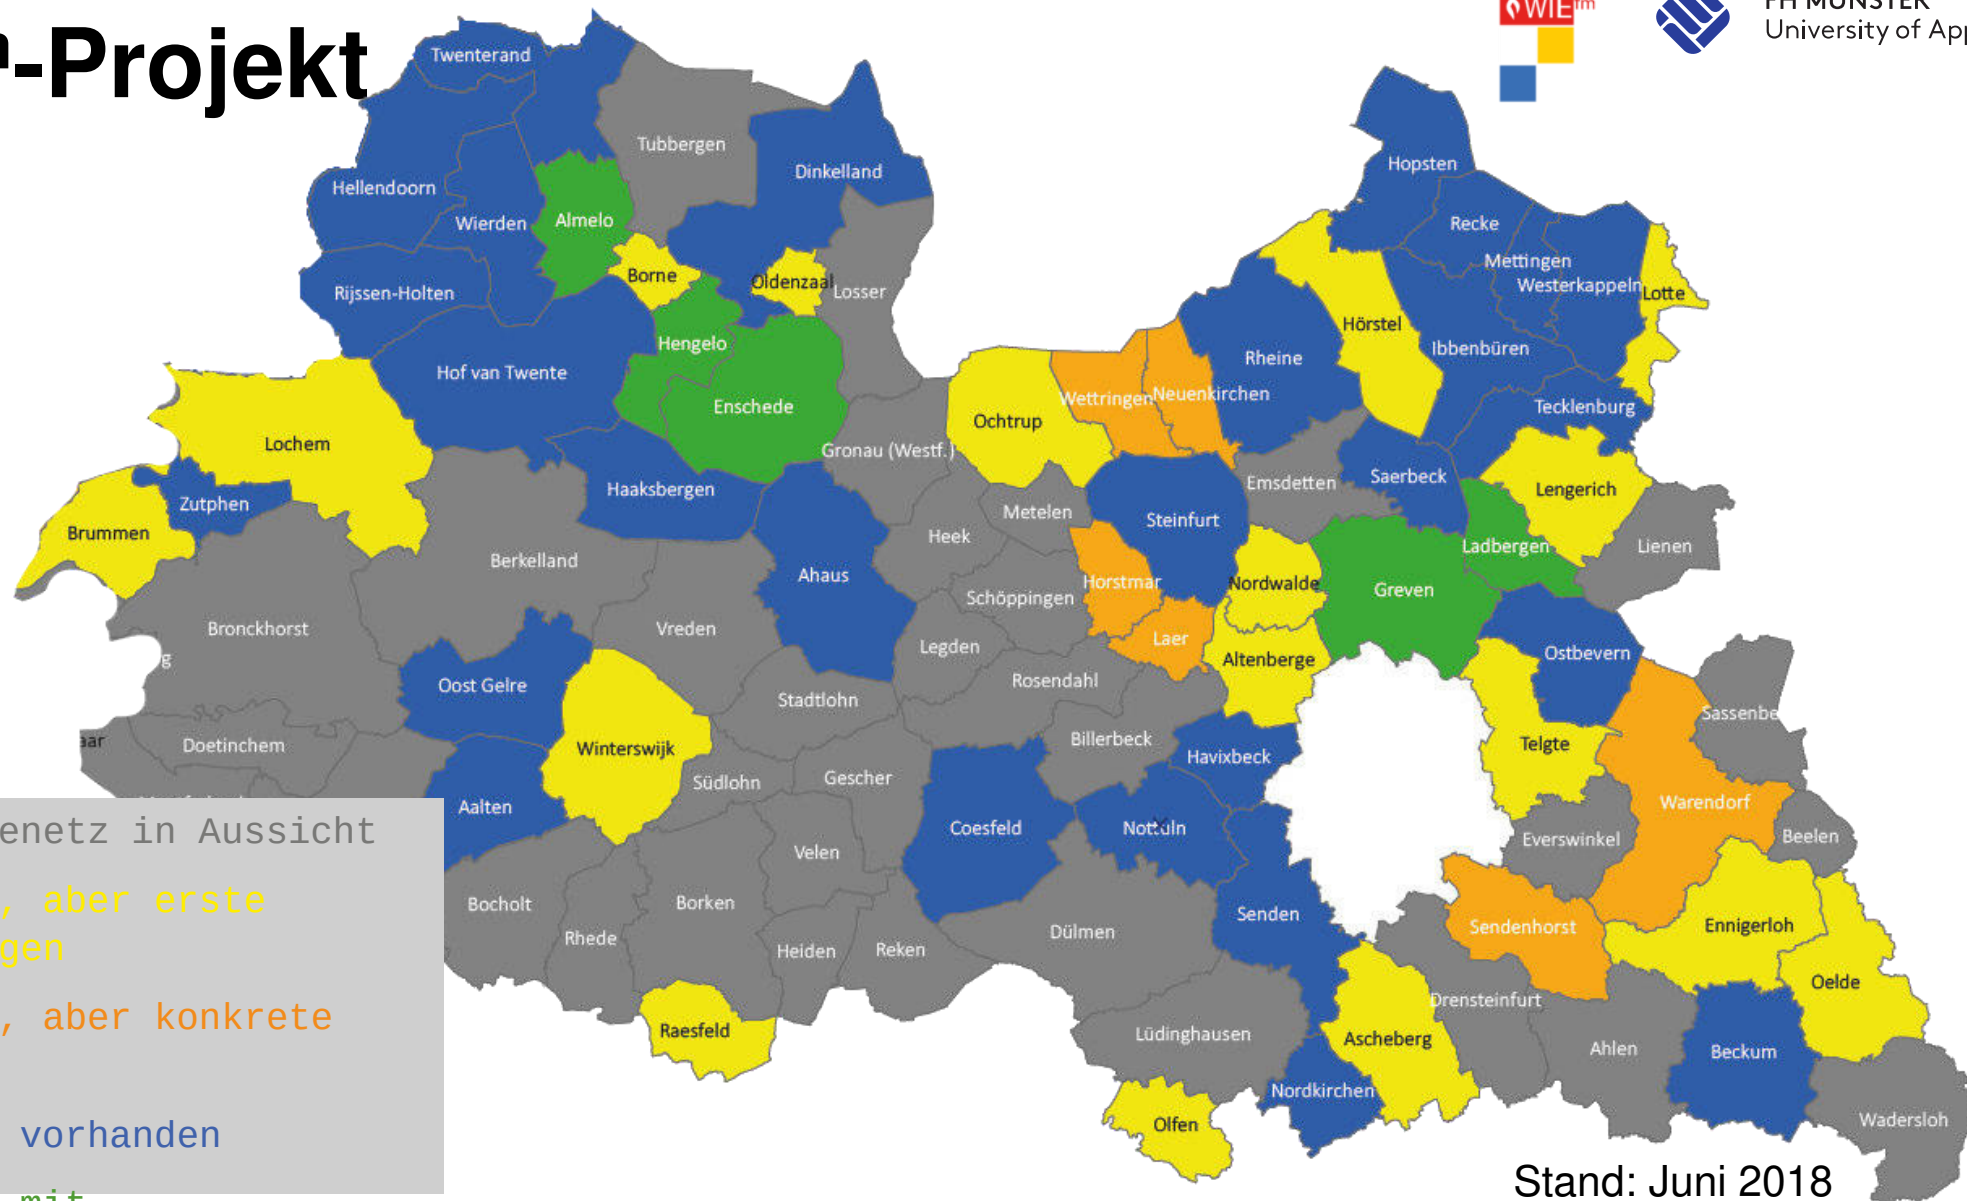 -Projekt
WIE
FH MÜNSTER
University of App
Twenterand
Tubbergen
Dinkelland
Hopsten
Hellendoorn
Wierden
Almelo
Recke
Borne
Oldenzaal
Losser
Mettingen
Westerkappeln
Lotte
Rijssen-Holten
Hengelo
Hörstel
Ibbenbüren
Rheine
Hof van Twente
Enschede
Wettringen
Neuenkirchen
Tecklenburg
Ochtrup
Lochem
Gronau (Westf.)
Emsdetten
Saerbeck
Lengerich
Haaksbergen
Zutphen
Metelen
Steinfurt
Brummen
Heek
Ladbergen
Lienen
Berkelland
Ahaus
Horstmar
Nordwalde
Greven
Schöppingen
Bronckhorst
Vreden
Legden
Laer
Altenberge
Ostbevern
g
Oost Gelre
Rosendahl
Stadtlohn
Sassenbe
aar
Doetinchem
Winterswijk
Billerbeck
Havixbeck
Telgte
Südlohn
Gescher
Aalten
Coesfeld
Nottuln
Warendorf
Everswinkel
Beelen
Velen
Bocholt
Borken
Senden
Sendenhorst
Ennigerloh
Rhede
Heiden
Reken
Dülmen
Oelde
Drensteinfurt
Raesfeld
Lüdinghausen
Ascheberg
Ahlen
Beckum
Nordkirchen
Olfen
Wadersloh
enetz in Aussicht
, aber erste
gen
, aber konkrete
vorhanden
mit
Stand: Juni 2018